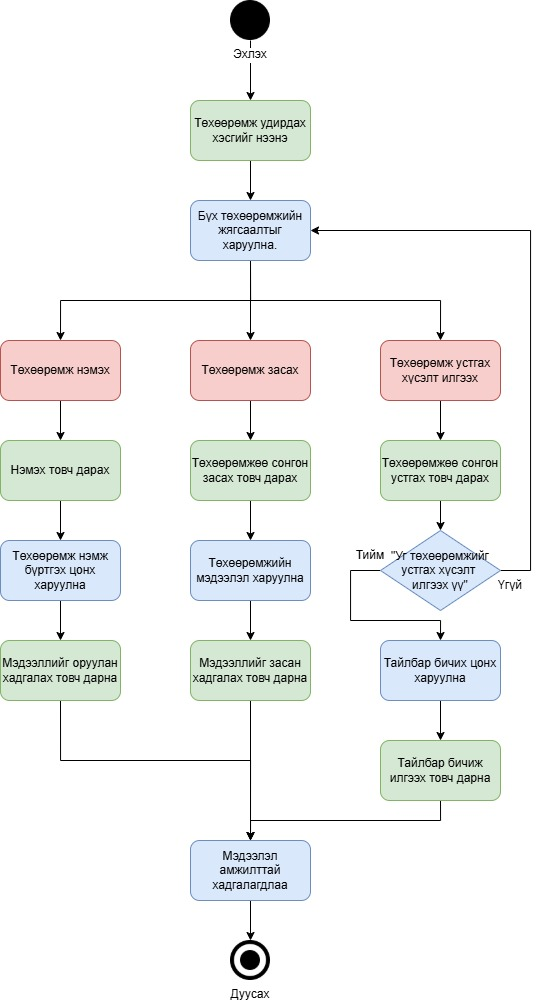 Эхлэх
Төхөөрөмж удирдах
хэсгийг нээнэ
Бүх төхөөрөмжийн
жягсаалтыг
харуулна.
Төхөөрөмж нэмэх
Төхөөрөмж засах
Төхөөрөмж устгах
хүсэлт илгээх
Нэмэх товч дарах
Төхөөрөмжөө сонгон
засах товч дарах
Төхөөрөмжөө сонгон
устгах товч дарах
Төхөөрөмж нэмж
бүртгэх цонх
харуулна
Төхөөрөмжийн
мэдээлэл харуулна
Тийм
"Уг төхөөрөмжийг
устгах хүсэлт
илгээх үү"
Үгүй
Мэдээллийг оруулан
хадгалах товч дарна
Мэдээллийг засан
хадгалах товч дарна
Тайлбар бичих цонх
харуулна
Тайлбар бичиж
илгээх товч дарна
Мэдээлэл
амжилттай
хадгалагдлаа
Дуусах